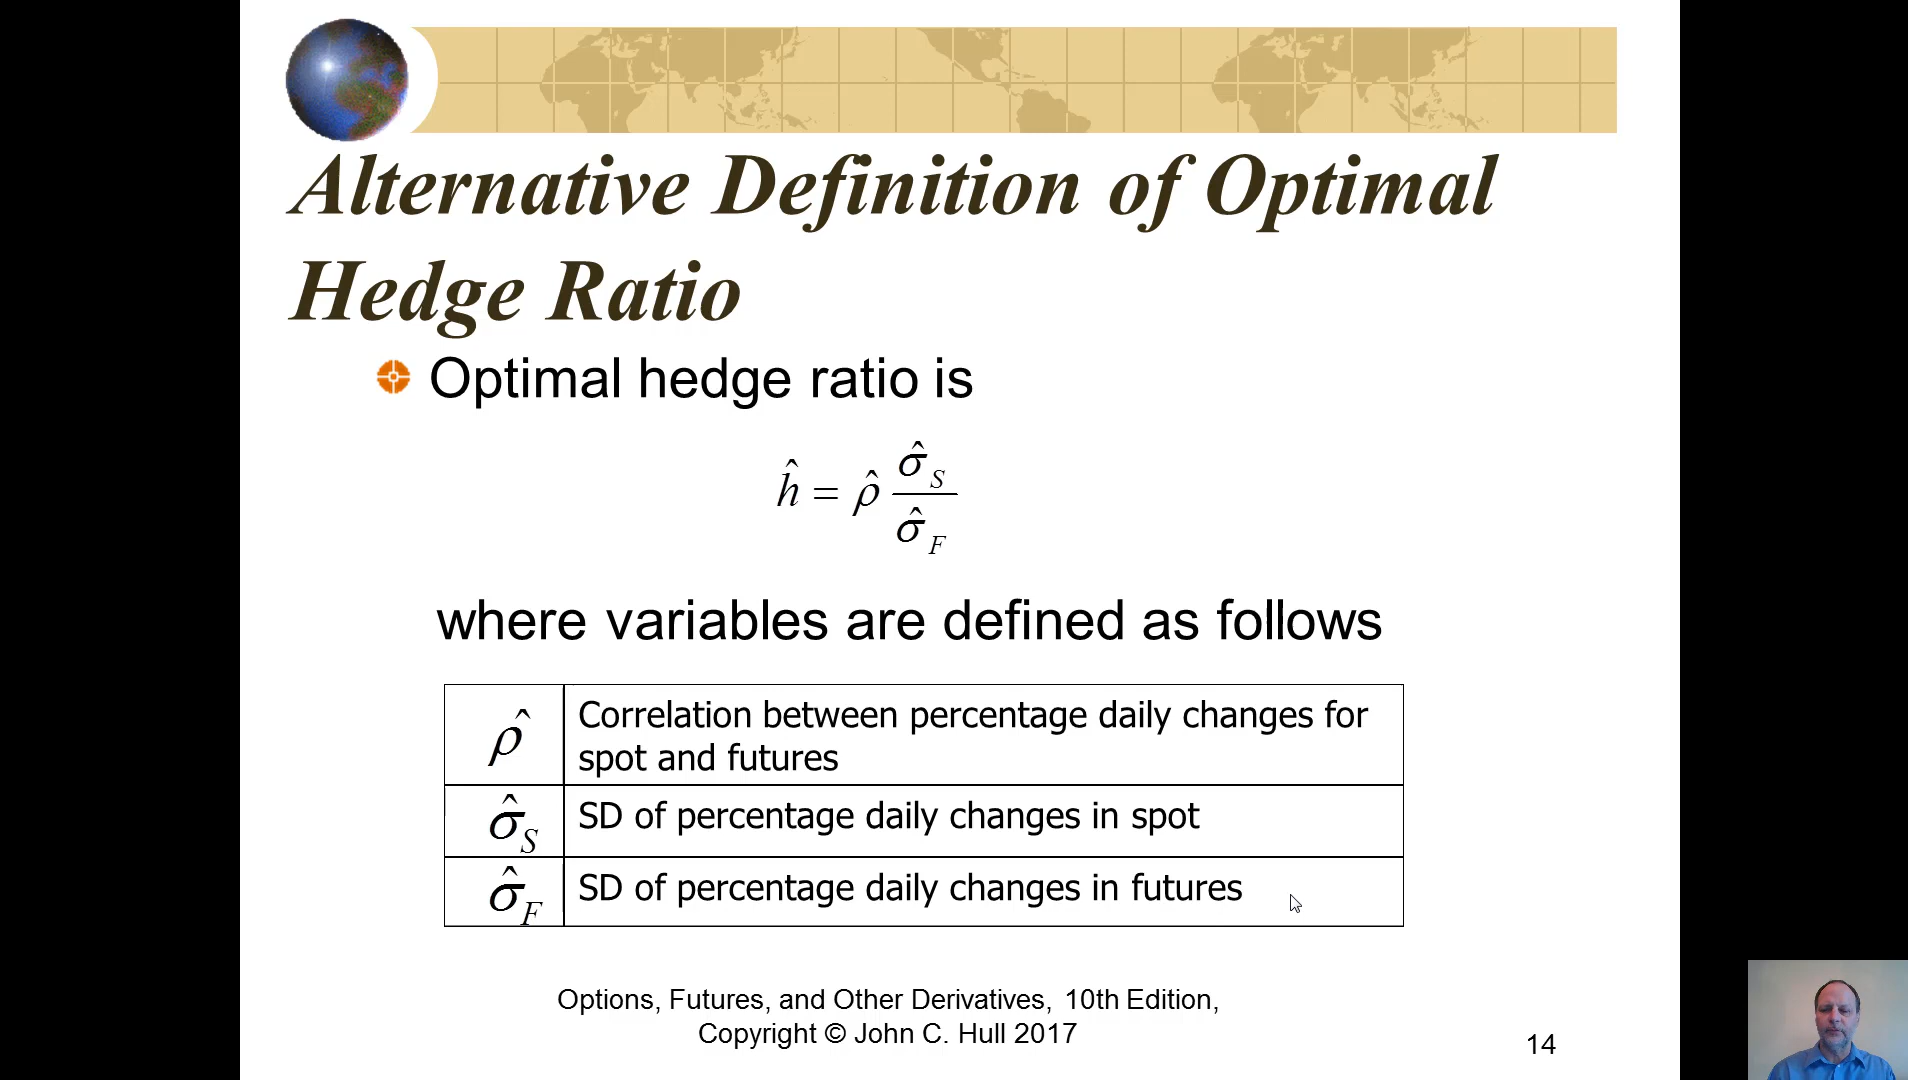 Alternative Definition of Optimal
Hedge Ratio
Optimal hedge ratio is
ĥ = ρ̂ σ̂_S / σ̂_F
where variables are defined as follows
ρ̂ Correlation between percentage daily changes for
spot and futures
σ̂_S SD of percentage daily changes in spot
σ̂_F SD of percentage daily changes in futures
Options, Futures, and Other Derivatives, 10th Edition,
Copyright © John C. Hull 2017
14